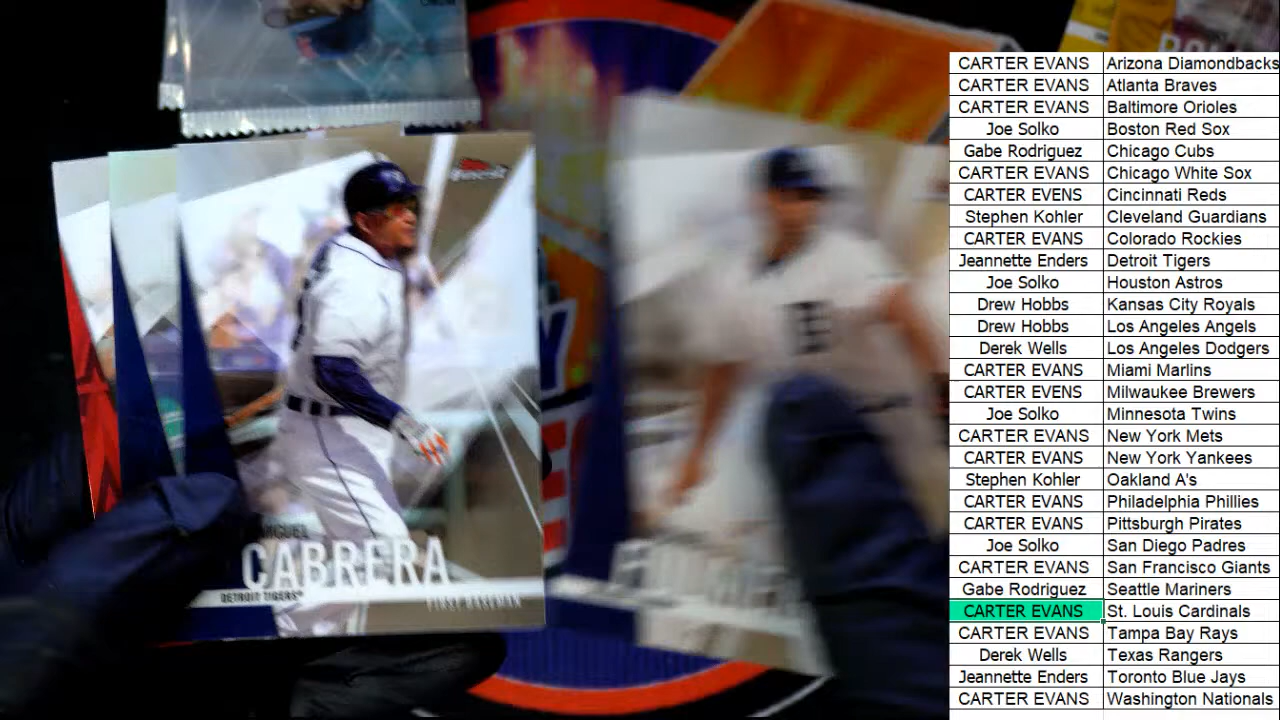 MIGUEL
CABRERA
DETROIT TIGERS
FIRST BASEMAN
CARTER EVANS Arizona Diamondbacks
CARTER EVANS Atlanta Braves
CARTER EVANS Baltimore Orioles
Joe Solko Boston Red Sox
Gabe Rodriguez Chicago Cubs
CARTER EVANS Chicago White Sox
CARTER EVENS Cincinnati Reds
Stephen Kohler Cleveland Guardians
CARTER EVANS Colorado Rockies
Jeannette Enders Detroit Tigers
Joe Solko Houston Astros
Drew Hobbs Kansas City Royals
Drew Hobbs Los Angeles Angels
Derek Wells Los Angeles Dodgers
CARTER EVANS Miami Marlins
CARTER EVENS Milwaukee Brewers
Joe Solko Minnesota Twins
CARTER EVANS New York Mets
CARTER EVANS New York Yankees
Stephen Kohler Oakland A's
CARTER EVANS Philadelphia Phillies
CARTER EVANS Pittsburgh Pirates
Joe Solko San Diego Padres
CARTER EVANS San Francisco Giants
Gabe Rodriguez Seattle Mariners
CARTER EVANS St. Louis Cardinals
CARTER EVANS Tampa Bay Rays
Derek Wells Texas Rangers
Jeannette Enders Toronto Blue Jays
CARTER EVANS Washington Nationals